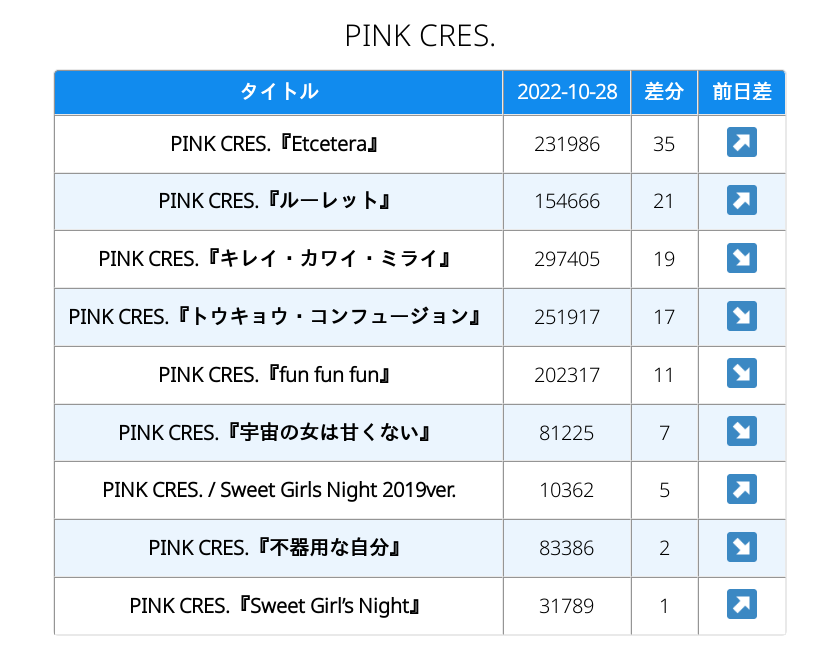 PINK CRES.
タイトル 2022-10-28 差分 前日差
PINK CRES.『Etcetera』 231986 35 ↗
PINK CRES.『ルーレット』 154666 21 ↗
PINK CRES.『キレイ・カワイ・ミライ』 297405 19 ↘
PINK CRES.『トウキョウ・コンフュージョン』 251917 17 ↘
PINK CRES.『fun fun fun』 202317 11 ↘
PINK CRES.『宇宙の女は甘くない』 81225 7 ↘
PINK CRES. / Sweet Girls Night 2019ver. 10362 5 ↗
PINK CRES.『不器用な自分』 83386 2 ↘
PINK CRES.『Sweet Girl’s Night』 31789 1 ↗